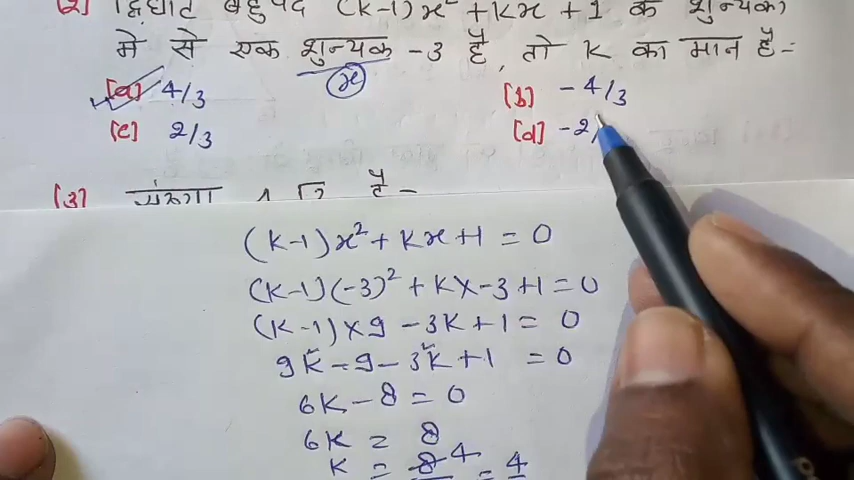 (2) द्विघात बहुपद (k-1)x² + kx + 1 के शुन्यको
मे से एक शुन्यक -3 है, तो K का मान है-
(x)
[a] 4/3 [b] -4/3
[c] 2/3 [d] -2/
(3) है -
(k-1)x² + kx + 1 = 0
(k-1)(-3)² + k x -3 + 1 = 0
(k-1) x 9 - 3k + 1 = 0
9k - 9 - 3k + 1 = 0
6k - 8 = 0
6k = 8
k = 8 4 = 4